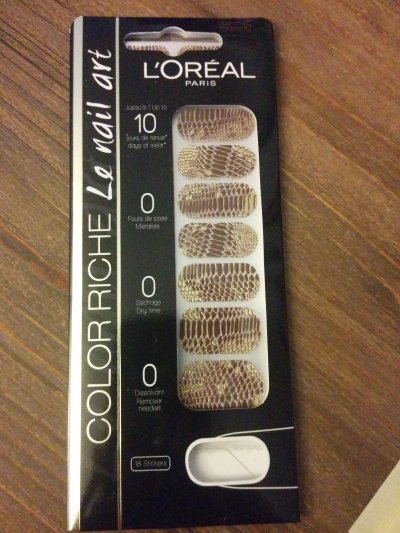 L'ORÉAL
PARIS
COLOR RICHE Le nail art
Jusqu'à / Up to
10
jours de tenue*
days of wear*
0
Faute de pose
Mistakes
0
Séchage
Dry time
0
Dissolvant
Remover
needed
18 Stickers